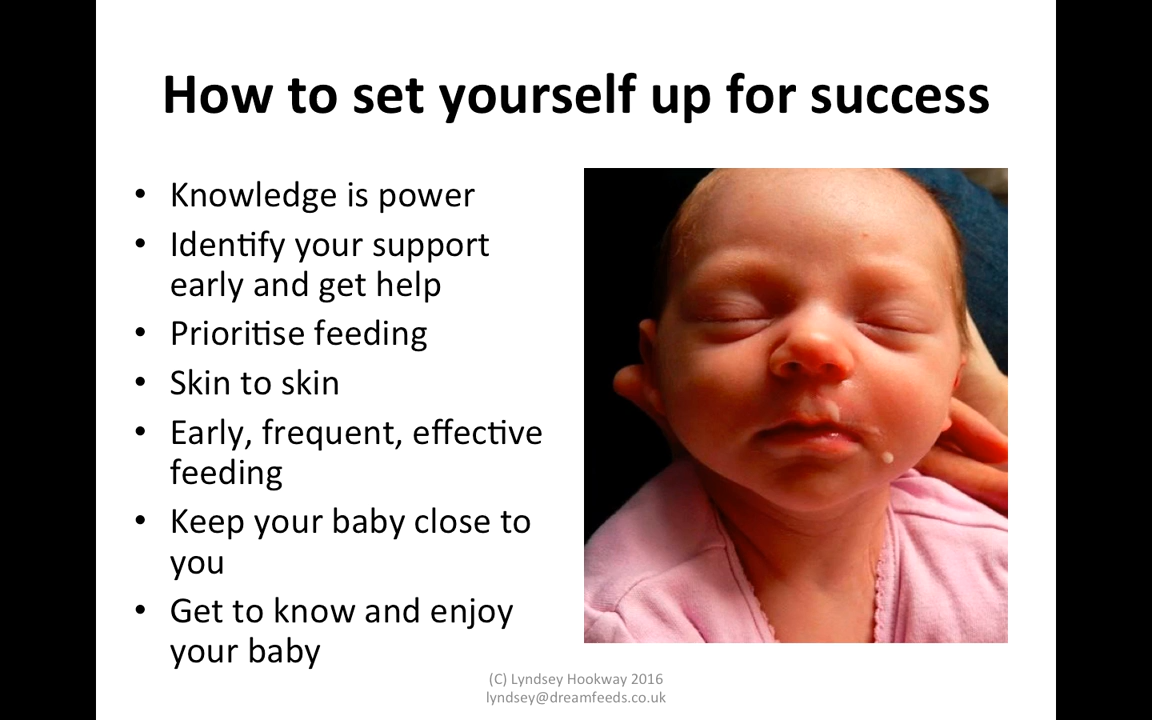 How to set yourself up for success
• Knowledge is power
• Identify your support
early and get help
• Prioritise feeding
• Skin to skin
• Early, frequent, effective
feeding
• Keep your baby close to
you
• Get to know and enjoy
your baby
(C) Lyndsey Hookway 2016
lyndsey@dreamfeeds.co.uk